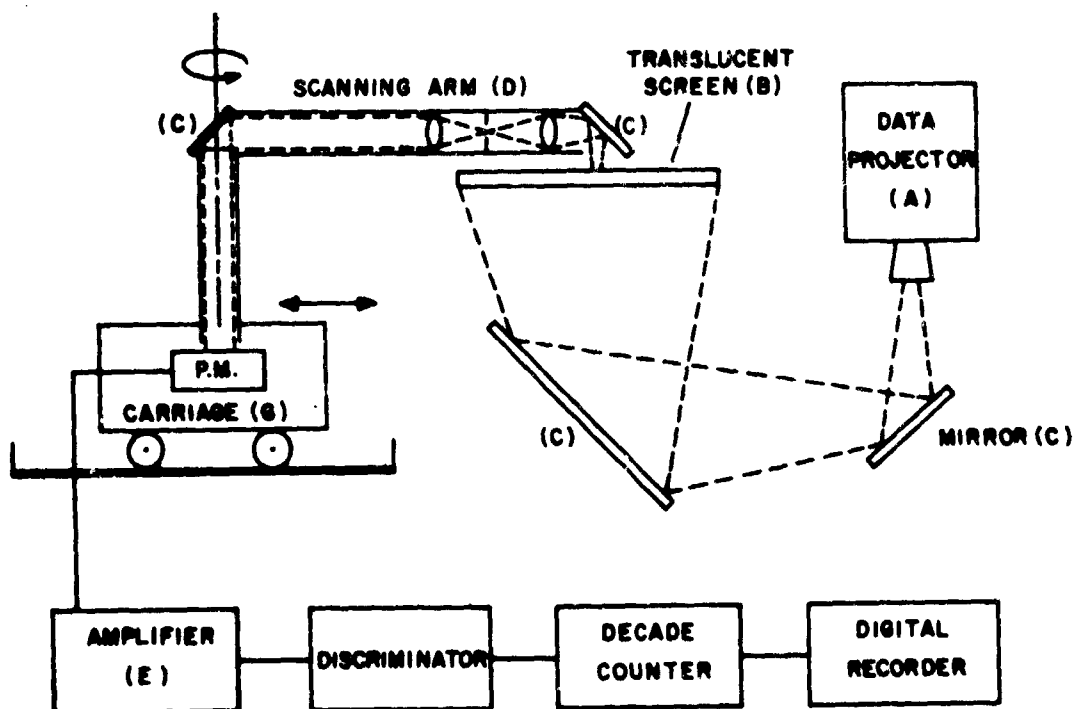 TRANSLUCENT
SCREEN (B)
SCANNING ARM (D)
(C)
(C)
DATA
PROJECTOR
(A)
P.M.
CARRIAGE (G)
(C)
MIRROR (C)
AMPLIFIER
(E)
DISCRIMINATOR
DECADE
COUNTER
DIGITAL
RECORDER